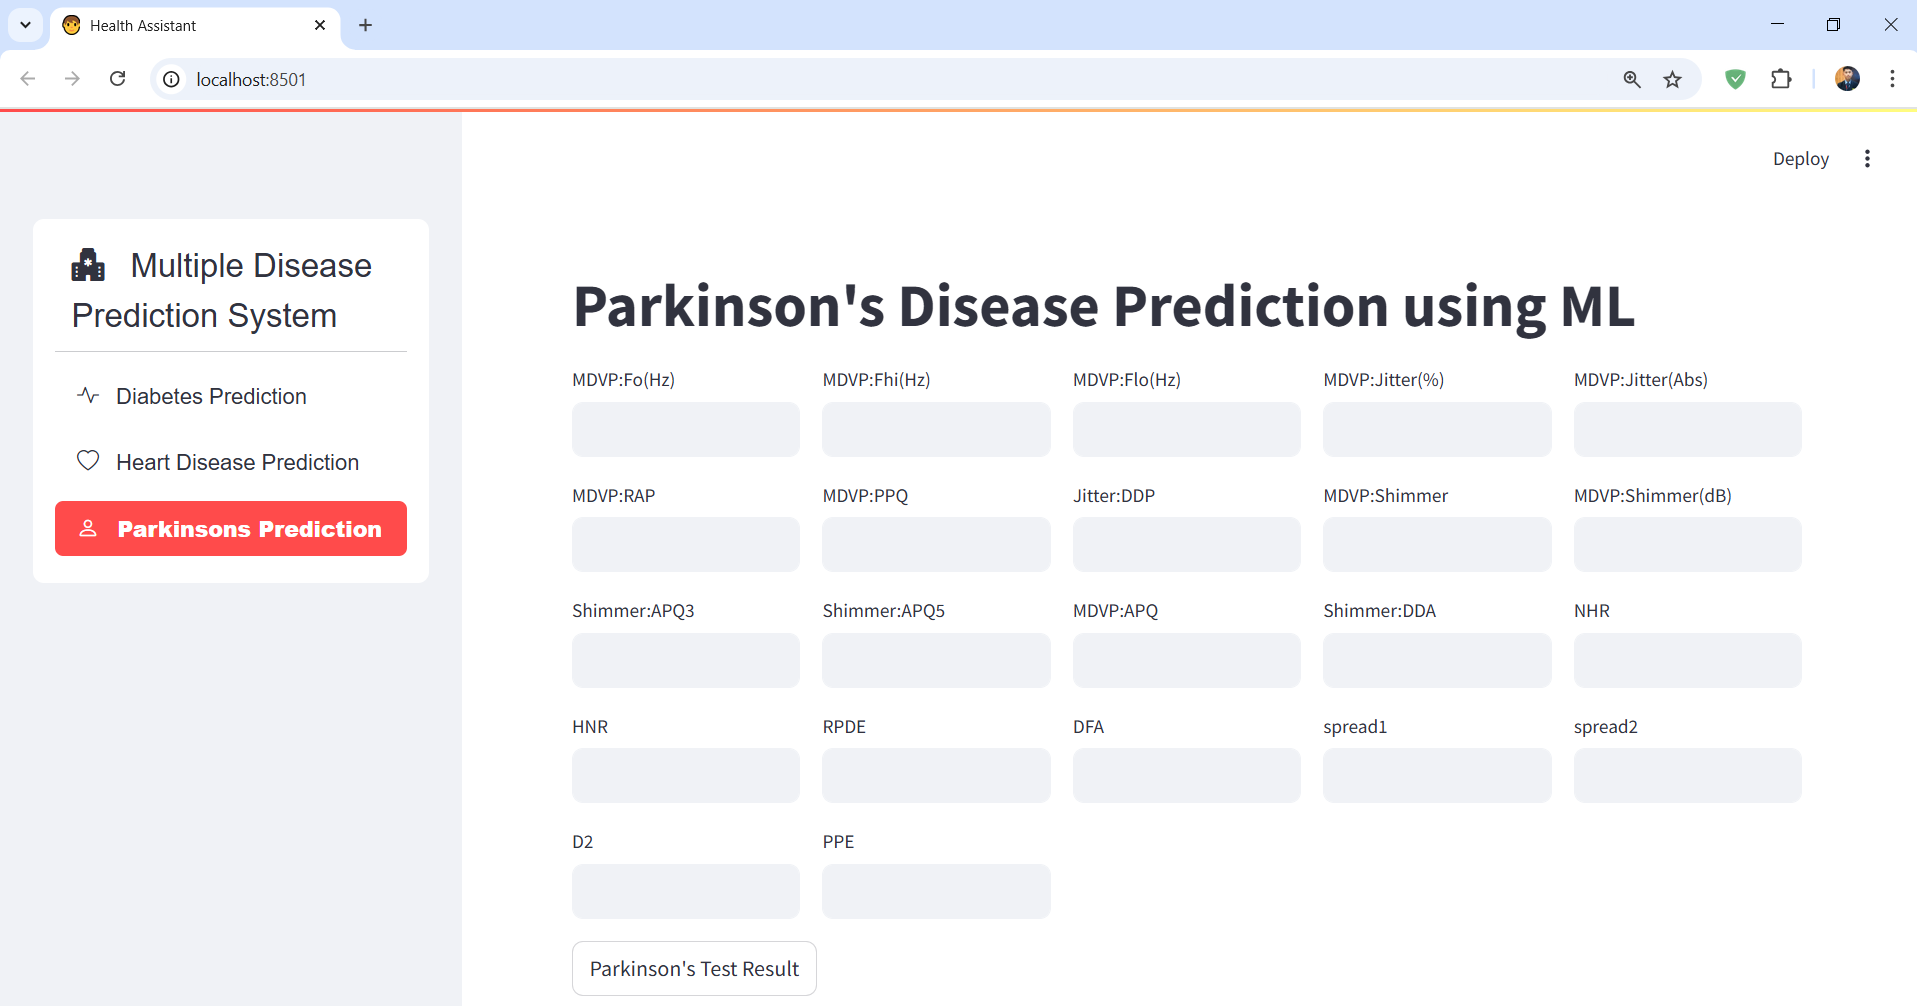 Health Assistant
localhost:8501
Deploy
Multiple Disease
Prediction System
Diabetes Prediction
Heart Disease Prediction
Parkinsons Prediction
Parkinson's Disease Prediction using ML
MDVP:Fo(Hz) MDVP:Fhi(Hz) MDVP:Flo(Hz) MDVP:Jitter(%) MDVP:Jitter(Abs)
MDVP:RAP MDVP:PPQ Jitter:DDP MDVP:Shimmer MDVP:Shimmer(dB)
Shimmer:APQ3 Shimmer:APQ5 MDVP:APQ Shimmer:DDA NHR
HNR RPDE DFA spread1 spread2
D2 PPE
Parkinson's Test Result